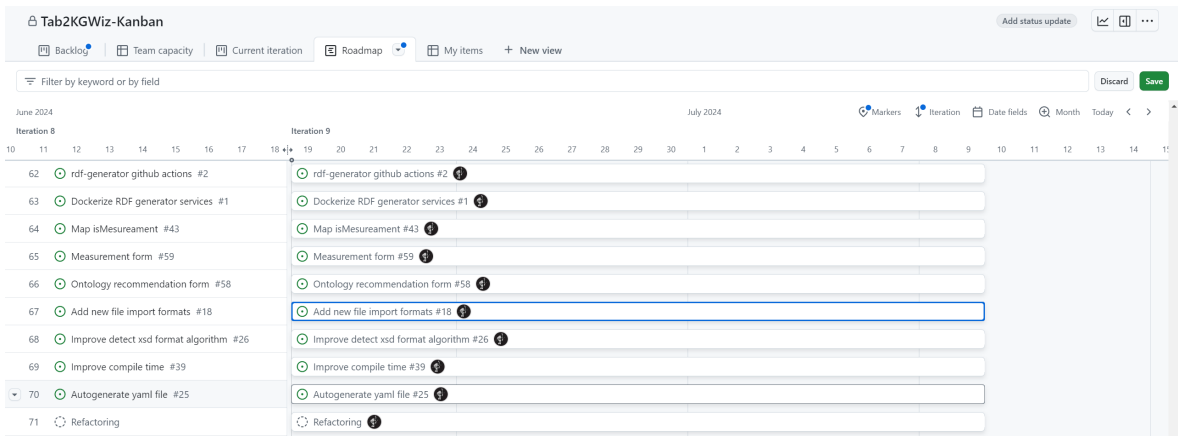 Tab2KGWiz-Kanban Add status update
Backlog Team capacity Current iteration Roadmap My items + New view
Filter by keyword or by field Discard Save
June 2024 July 2024 Markers Iteration Date fields Month Today
Iteration 8 Iteration 9
10 11 12 13 14 15 16 17 18 19 20 21 22 23 24 25 26 27 28 29 30 1 2 3 4 5 6 7 8 9 10 11 12 13 14 15
62 rdf-generator github actions #2 rdf-generator github actions #2
63 Dockerize RDF generator services #1 Dockerize RDF generator services #1
64 Map isMesureament #43 Map isMesureament #43
65 Measurement form #59 Measurement form #59
66 Ontology recommendation form #58 Ontology recommendation form #58
67 Add new file import formats #18 Add new file import formats #18
68 Improve detect xsd format algorithm #26 Improve detect xsd format algorithm #26
69 Improve compile time #39 Improve compile time #39
70 Autogenerate yaml file #25 Autogenerate yaml file #25
71 Refactoring Refactoring